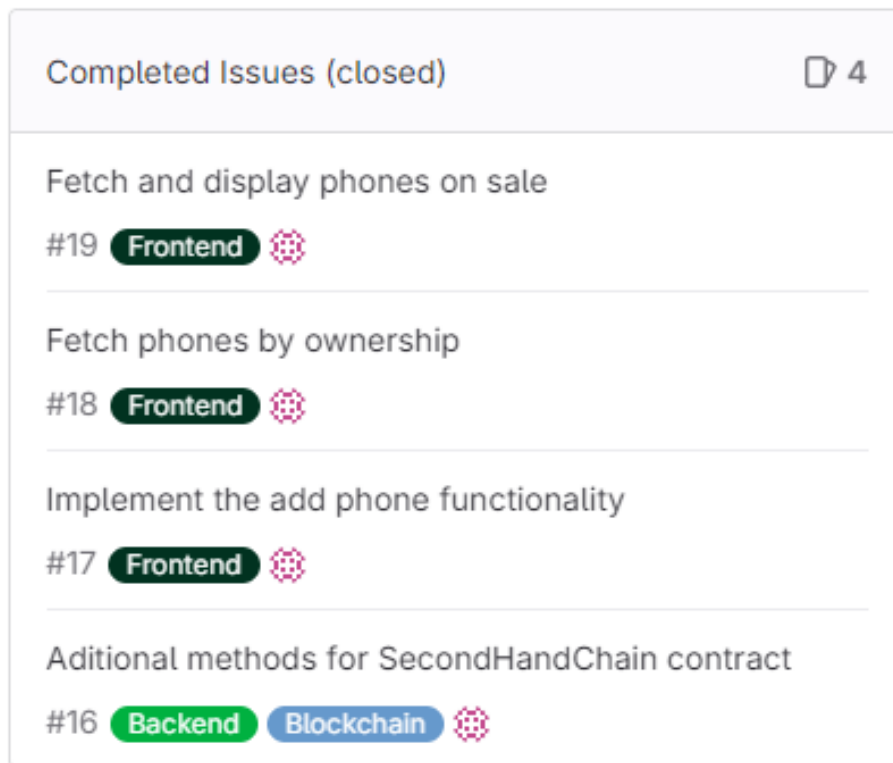 Completed Issues (closed) 4
Fetch and display phones on sale
#19 Frontend
Fetch phones by ownership
#18 Frontend
Implement the add phone functionality
#17 Frontend
Aditional methods for SecondHandChain contract
#16 Backend Blockchain